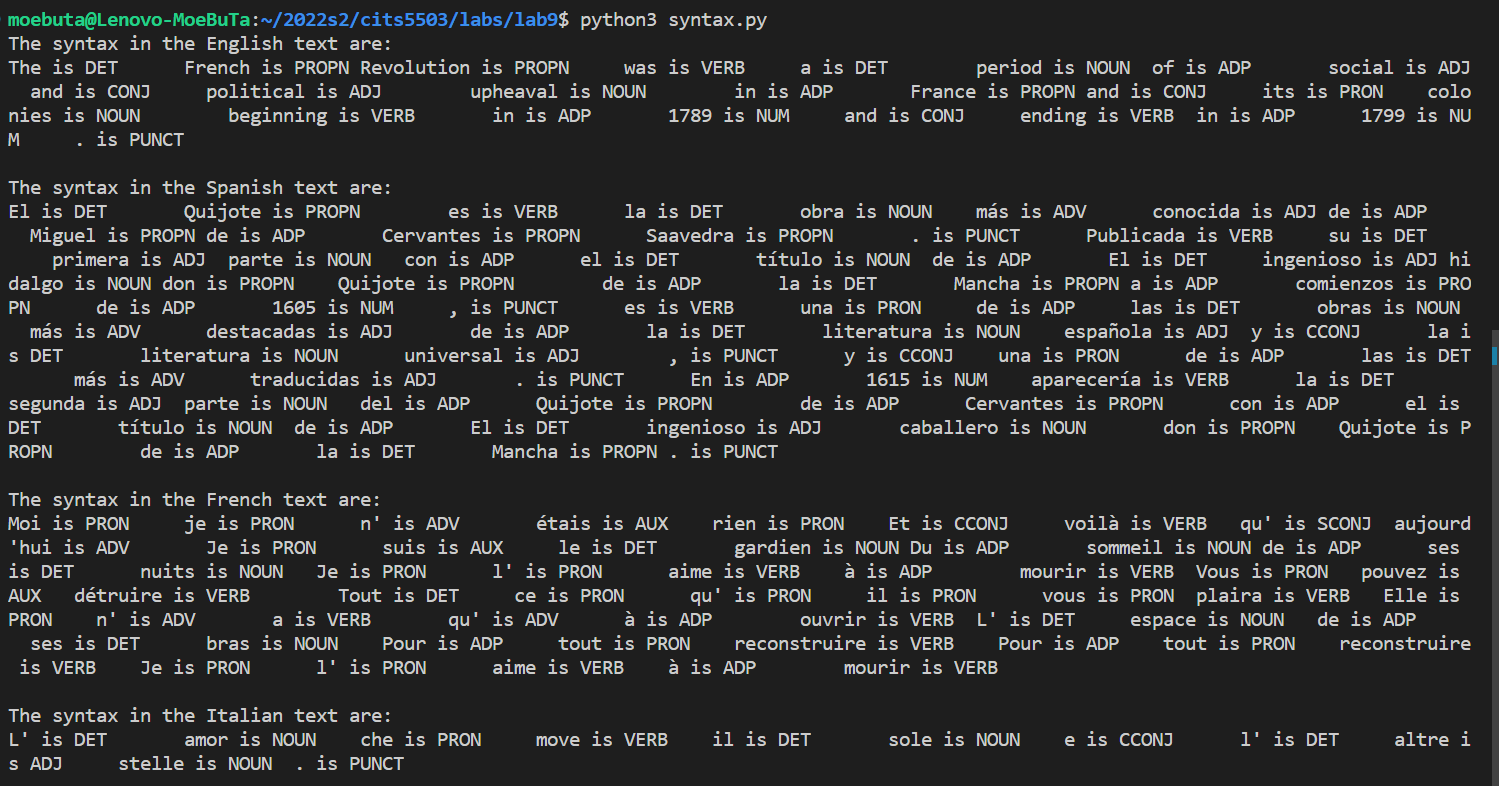 moebuta@Lenovo-MoeBuTa:~/2022s2/cits5503/labs/lab9$ python3 syntax.py
The syntax in the English text are:
The is DET      French is PROPN Revolution is PROPN     was is VERB     a is DET        period is NOUN  of is ADP       social is ADJ
  and is CONJ     political is ADJ        upheaval is NOUN        in is ADP       France is PROPN and is CONJ     its is PRON    colo
nies is NOUN        beginning is VERB       in is ADP       1789 is NUM     and is CONJ     ending is VERB  in is ADP      1799 is NU
M     . is PUNCT

The syntax in the Spanish text are:
El is DET       Quijote is PROPN        es is VERB      la is DET       obra is NOUN    más is ADV      conocida is ADJ de is ADP
  Miguel is PROPN de is ADP       Cervantes is PROPN      Saavedra is PROPN       . is PUNCT      Publicada is VERB     su is DET
    primera is ADJ  parte is NOUN   con is ADP      el is DET       título is NOUN  de is ADP       El is DET     ingenioso is ADJ hi
dalgo is NOUN don is PROPN    Quijote is PROPN        de is ADP       la is DET       Mancha is PROPN a is ADP       comienzos is PRO
PN      de is ADP       1605 is NUM     , is PUNCT      es is VERB      una is PRON     de is ADP      las is DET       obras is NOUN
  más is ADV      destacadas is ADJ       de is ADP       la is DET       literatura is NOUN    española is ADJ  y is CCONJ      la i
s DET       literatura is NOUN      universal is ADJ        , is PUNCT      y is CCONJ    una is PRON     de is ADP       las is DET
      más is ADV      traducidas is ADJ       . is PUNCT      En is ADP       1615 is NUM    aparecería is VERB      la is DET
segunda is ADJ  parte is NOUN   del is ADP      Quijote is PROPN        de is ADP      Cervantes is PROPN      con is ADP      el is
DET       título is NOUN  de is ADP       El is DET       ingenioso is ADJ       caballero is NOUN       don is PROPN    Quijote is P
ROPN        de is ADP       la is DET       Mancha is PROPN . is PUNCT

The syntax in the French text are:
Moi is PRON     je is PRON      n' is ADV       étais is AUX    rien is PRON    Et is CCONJ     voilà is VERB   qu' is SCONJ  aujourd
'hui is ADV       Je is PRON      suis is AUX     le is DET       gardien is NOUN Du is ADP       sommeil is NOUN de is ADP      ses
is DET      nuits is NOUN   Je is PRON      l' is PRON      aime is VERB    à is ADP        mourir is VERB  Vous is PRON   pouvez is
AUX   détruire is VERB        Tout is DET     ce is PRON      qu' is PRON     il is PRON      vous is PRON  plaira is VERB   Elle is
PRON    n' is ADV       a is VERB       qu' is ADV      à is ADP        ouvrir is VERB  L' is DET     espace is NOUN   de is ADP
  ses is DET      bras is NOUN    Pour is ADP     tout is PRON    reconstruire is VERB    Pour is ADP    tout is PRON    reconstruire
 is VERB   Je is PRON      l' is PRON      aime is VERB    à is ADP        mourir is VERB

The syntax in the Italian text are:
L' is DET       amor is NOUN    che is PRON     move is VERB    il is DET       sole is NOUN    e is CCONJ      l' is DET     altre i
s ADJ     stelle is NOUN  . is PUNCT